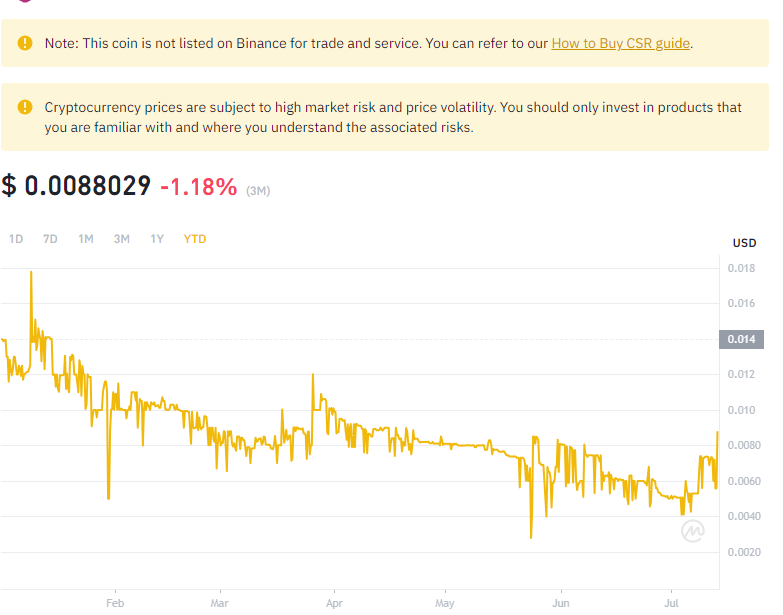 Note: This coin is not listed on Binance for trade and service. You can refer to our How to Buy CSR guide.
Cryptocurrency prices are subject to high market risk and price volatility. You should only invest in products that
you are familiar with and where you understand the associated risks.
$ 0.0088029 -1.18% (3M)
1D 7D 1M 3M 1Y YTD
USD
0.018
0.016
0.014
0.012
0.010
0.0080
0.0060
0.0040
0.0020
Feb Mar Apr May Jun Jul